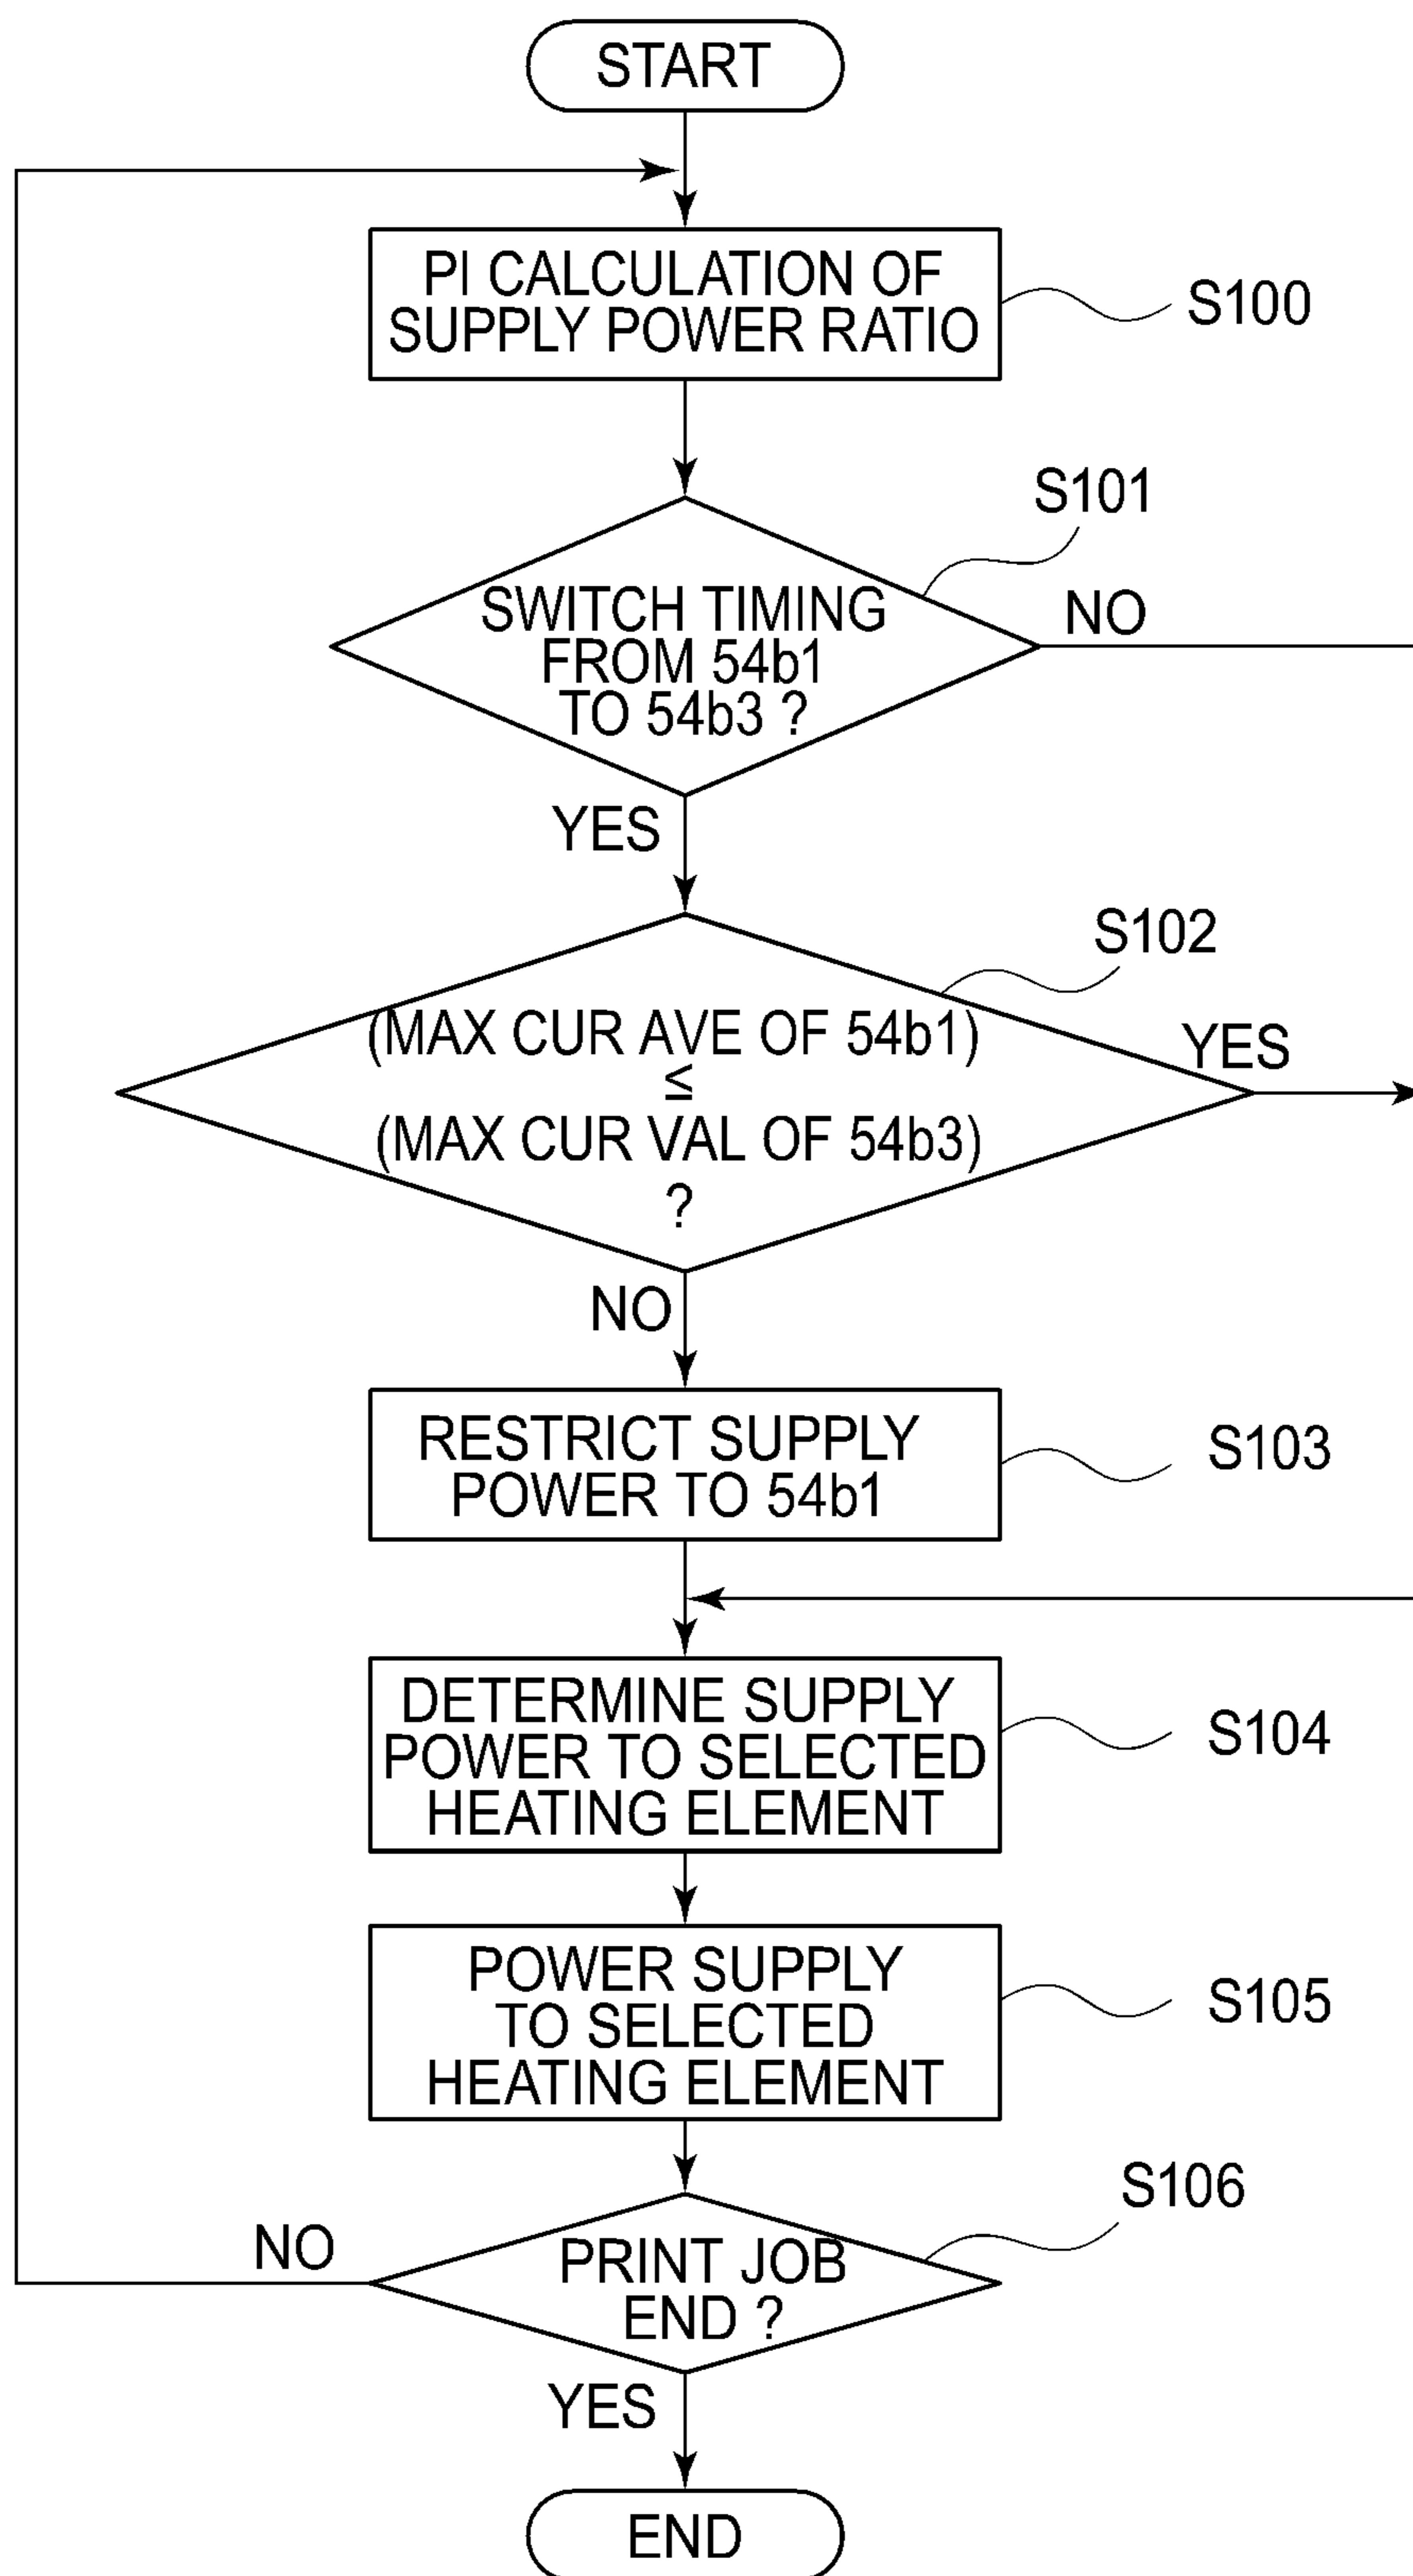 START
PI CALCULATION OF
SUPPLY POWER RATIO
S100
S101
SWITCH TIMING
FROM 54b1
TO 54b3 ?
NO
YES
S102
(MAX CUR AVE OF 54b1)
≤
(MAX CUR VAL OF 54b3)
?
YES
NO
RESTRICT SUPPLY
POWER TO 54b1
S103
DETERMINE SUPPLY
POWER TO SELECTED
HEATING ELEMENT
S104
POWER SUPPLY
TO SELECTED
HEATING ELEMENT
S105
S106
NO
PRINT JOB
END ?
YES
END